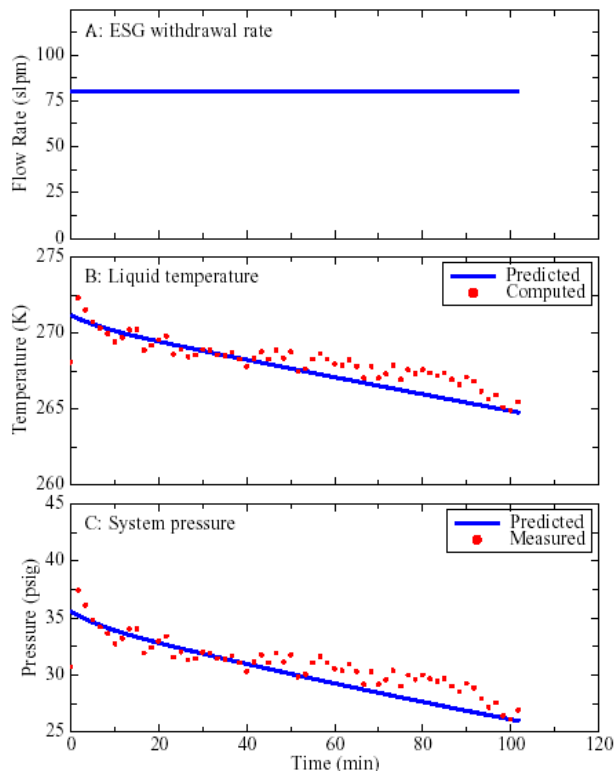 A: ESG withdrawal rate
Flow Rate (slpm)
100
75
50
25
0
B: Liquid temperature
Predicted
Computed
Temperature (K)
275
270
265
260
C: System pressure
Predicted
Measured
Pressure (psig)
45
40
35
30
25
0 20 40 60 80 100 120
Time (min)